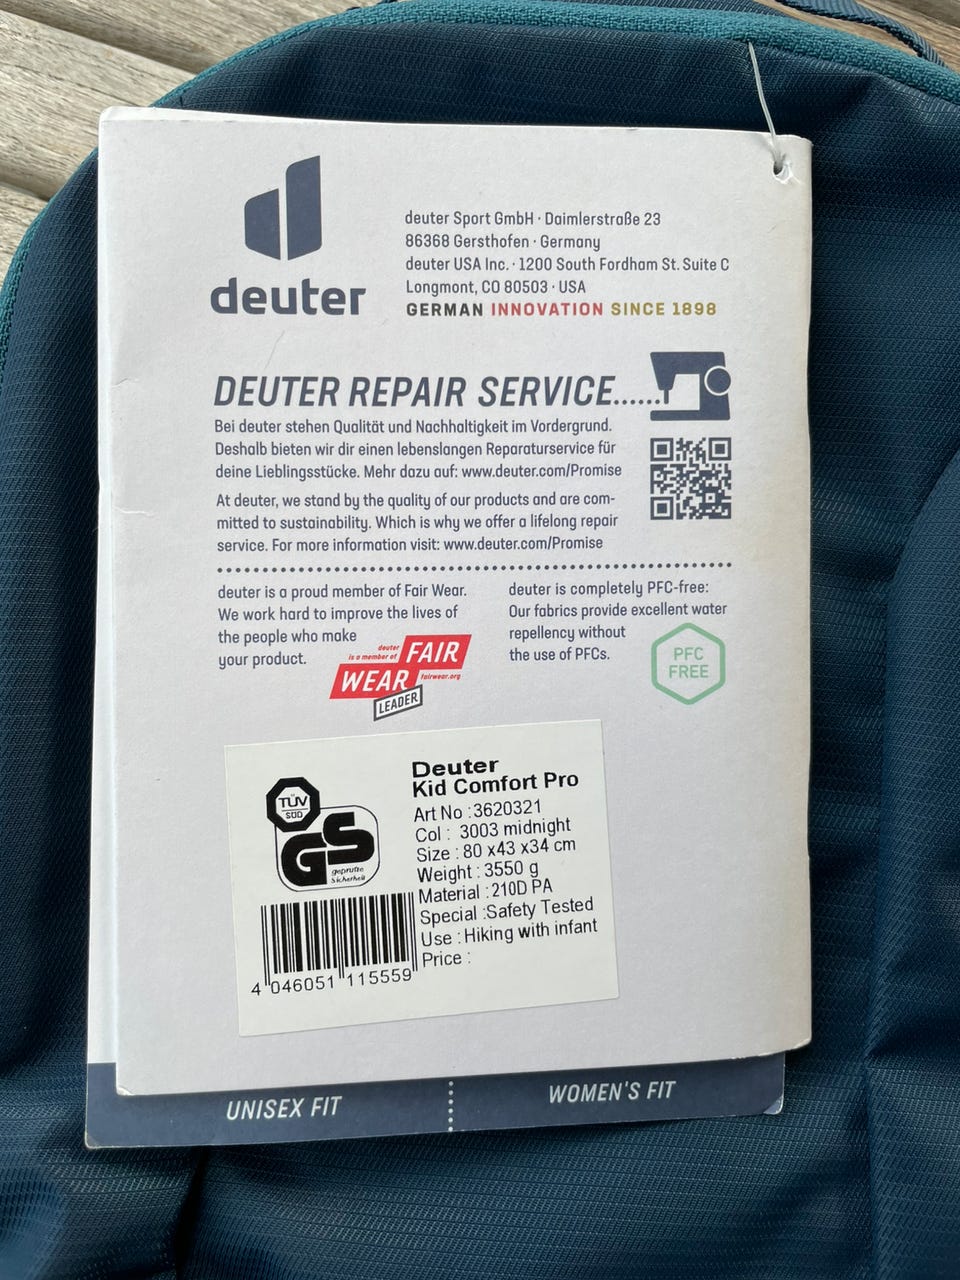 deuter
deuter Sport GmbH · Daimlerstraße 23
86368 Gersthofen · Germany
deuter USA Inc. · 1200 South Fordham St. Suite C
Longmont, CO 80503 · USA
GERMAN INNOVATION SINCE 1898
DEUTER REPAIR SERVICE......
Bei deuter stehen Qualität und Nachhaltigkeit im Vordergrund.
Deshalb bieten wir dir einen lebenslangen Reparaturservice für
deine Lieblingsstücke. Mehr dazu auf: www.deuter.com/Promise
At deuter, we stand by the quality of our products and are com-
mitted to sustainability. Which is why we offer a lifelong repair
service. For more information visit: www.deuter.com/Promise
deuter is a proud member of Fair Wear.
We work hard to improve the lives of
the people who make
your product.
deuter
is a member of
FAIR
WEAR
fairwear.org
LEADER
deuter is completely PFC-free:
Our fabrics provide excellent water
repellency without
the use of PFCs.
PFC
FREE
TÜV
SÜD
GS
geprüfte
Sicherheit
Deuter
Kid Comfort Pro
Art No :3620321
Col : 3003 midnight
Size : 80 x43 x34 cm
Weight : 3550 g
Material :210D PA
Special :Safety Tested
Use : Hiking with infant
Price :
4 046051 115559
UNISEX FIT
WOMEN'S FIT